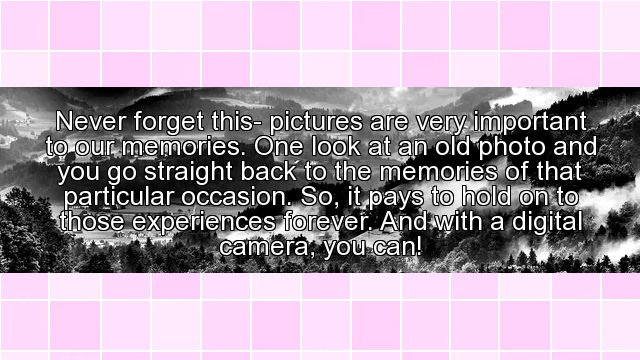 Never forget this- pictures are very important
to our memories. One look at an old photo and
you go straight back to the memories of that
particular occasion. So, it pays to hold on to
those experiences forever. And with a digital
camera, you can!